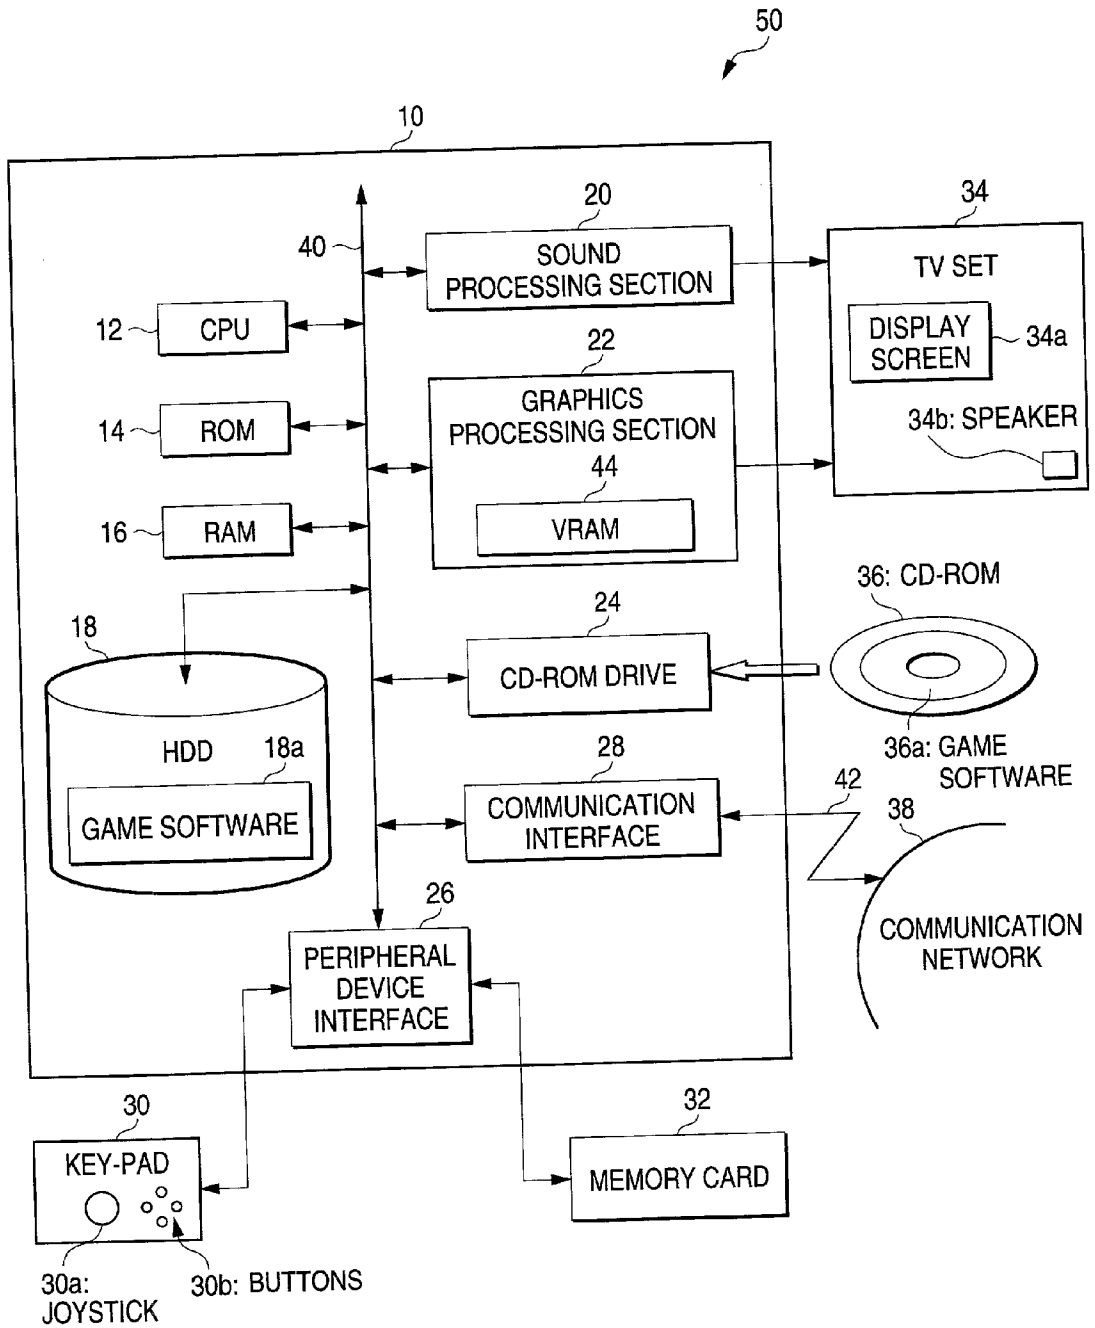 50
10
40
20
SOUND
PROCESSING SECTION
34
TV SET
DISPLAY
SCREEN
34a
34b: SPEAKER
12
CPU
22
GRAPHICS
PROCESSING SECTION
44
VRAM
14
ROM
16
RAM
36: CD-ROM
36a: GAME
SOFTWARE
24
CD-ROM DRIVE
18
HDD
18a
GAME SOFTWARE
28
COMMUNICATION
INTERFACE
42
38
COMMUNICATION
NETWORK
26
PERIPHERAL
DEVICE
INTERFACE
30
KEY-PAD
30a:
JOYSTICK
30b: BUTTONS
32
MEMORY CARD